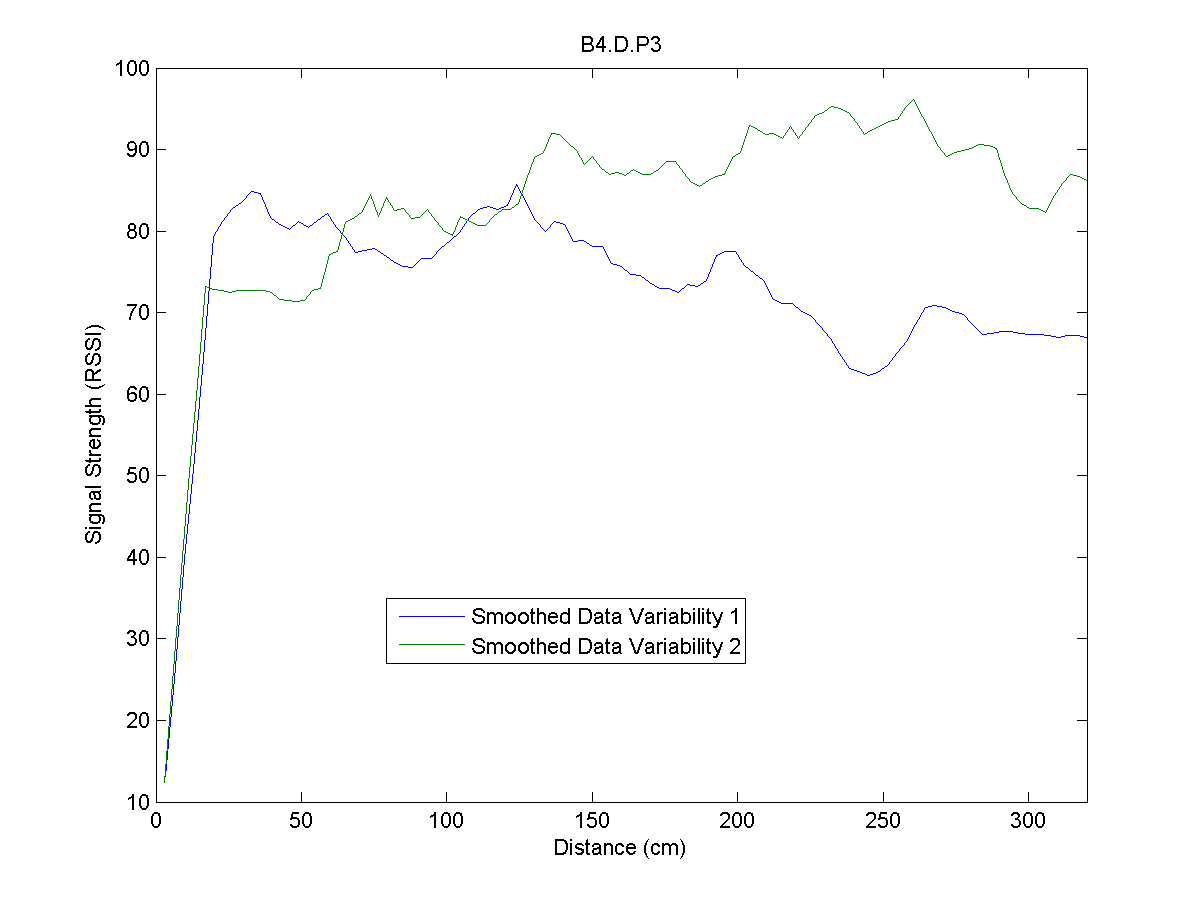 B4.D.P3
100
90
80
70
60
50
40
30
20
10
Signal Strength (RSSI)
Smoothed Data Variability 1
Smoothed Data Variability 2
0 50 100 150 200 250 300
Distance (cm)